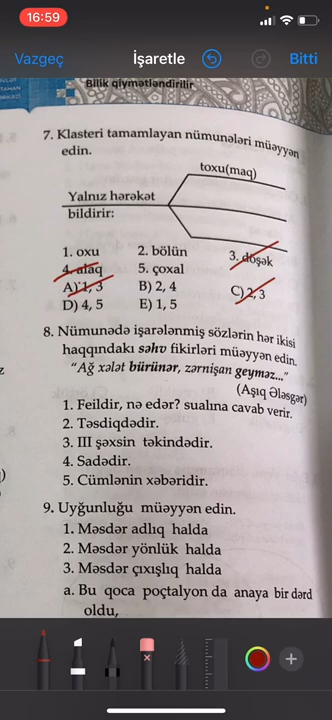 16:59
Vazgeç İşaretle Bitti
Bilik qiymətləndirilir
7. Klasteri tamamlayan nümunələri müəyyən
edin.
toxu(maq)
Yalnız hərəkət
bildirir:
1. oxu 2. bölün 3. döşək
4. ataq 5. çoxal
A) 1, 3 B) 2, 4 C) 2, 3
D) 4, 5 E) 1, 5
8. Nümunədə işarələnmiş sözlərin hər ikisi
haqqındakı səhv fikirləri müəyyən edin.
"Ağ xələt bürünər, zərnişan geyməz..."
(Aşıq Ələsgər)
1. Feildir, nə edər? sualına cavab verir.
2. Təsdiqdədir.
3. III şəxsin təkindədir.
4. Sadədir.
5. Cümlənin xəbəridir.
9. Uyğunluğu müəyyən edin.
1. Məsdər adlıq halda
2. Məsdər yönlük halda
3. Məsdər çıxışlıq halda
a. Bu qoca poçtalyon da anaya bir dərd
oldu,